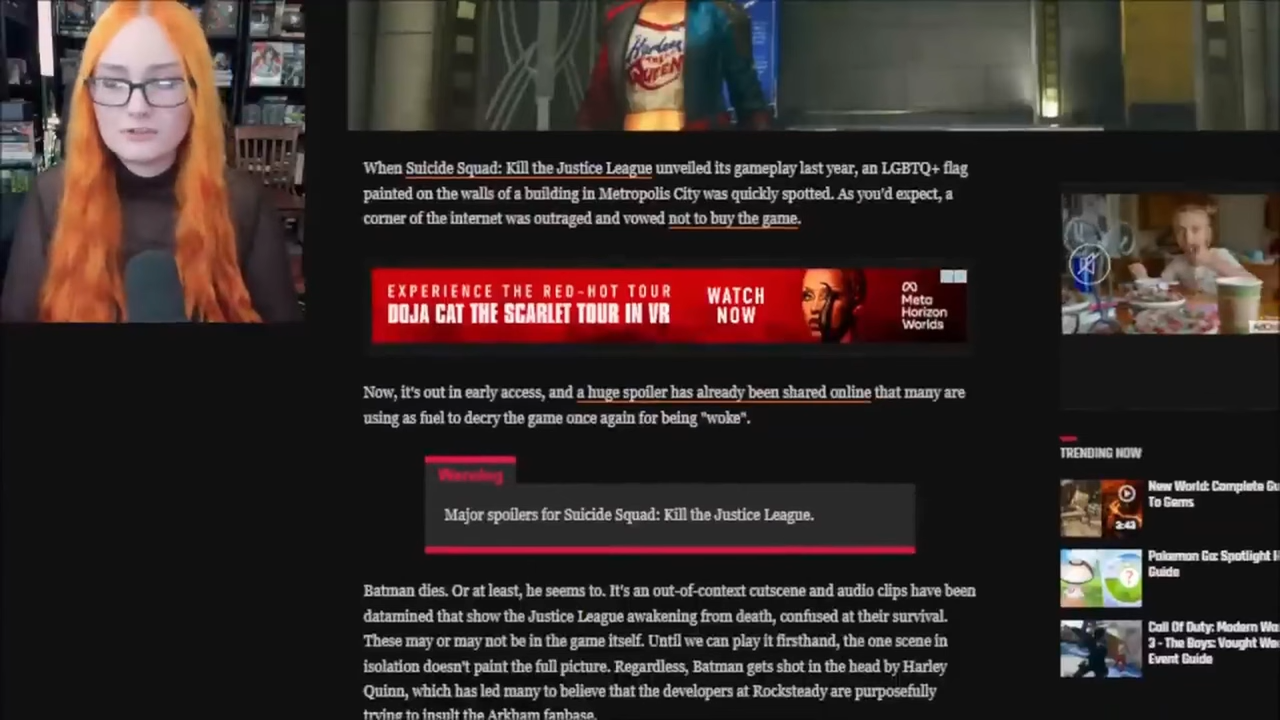 Harley
THE
QUEEN
When Suicide Squad: Kill the Justice League unveiled its gameplay last year, an LGBTQ+ flag
painted on the walls of a building in Metropolis City was quickly spotted. As you'd expect, a
corner of the internet was outraged and vowed not to buy the game.
EXPERIENCE THE RED-HOT TOUR
DOJA CAT THE SCARLET TOUR IN VR
WATCH
NOW
Meta
Horizon
Worlds
Now, it's out in early access, and a huge spoiler has already been shared online that many are
using as fuel to decry the game once again for being "woke".
Warning
Major spoilers for Suicide Squad: Kill the Justice League.
Batman dies. Or at least, he seems to. It's an out-of-context cutscene and audio clips have been
datamined that show the Justice League awakening from death, confused at their survival.
These may or may not be in the game itself. Until we can play it firsthand, the one scene in
isolation doesn't paint the full picture. Regardless, Batman gets shot in the head by Harley
Quinn, which has led many to believe that the developers at Rocksteady are purposefully
trying to insult the Arkham fanbase.
TRENDING NOW
New World: Complete Gu
To Gems
3:43
Pokemon Go: Spotlight H
Guide
Call Of Duty: Modern Wa
3 - The Boys: Vought Wa
Event Guide